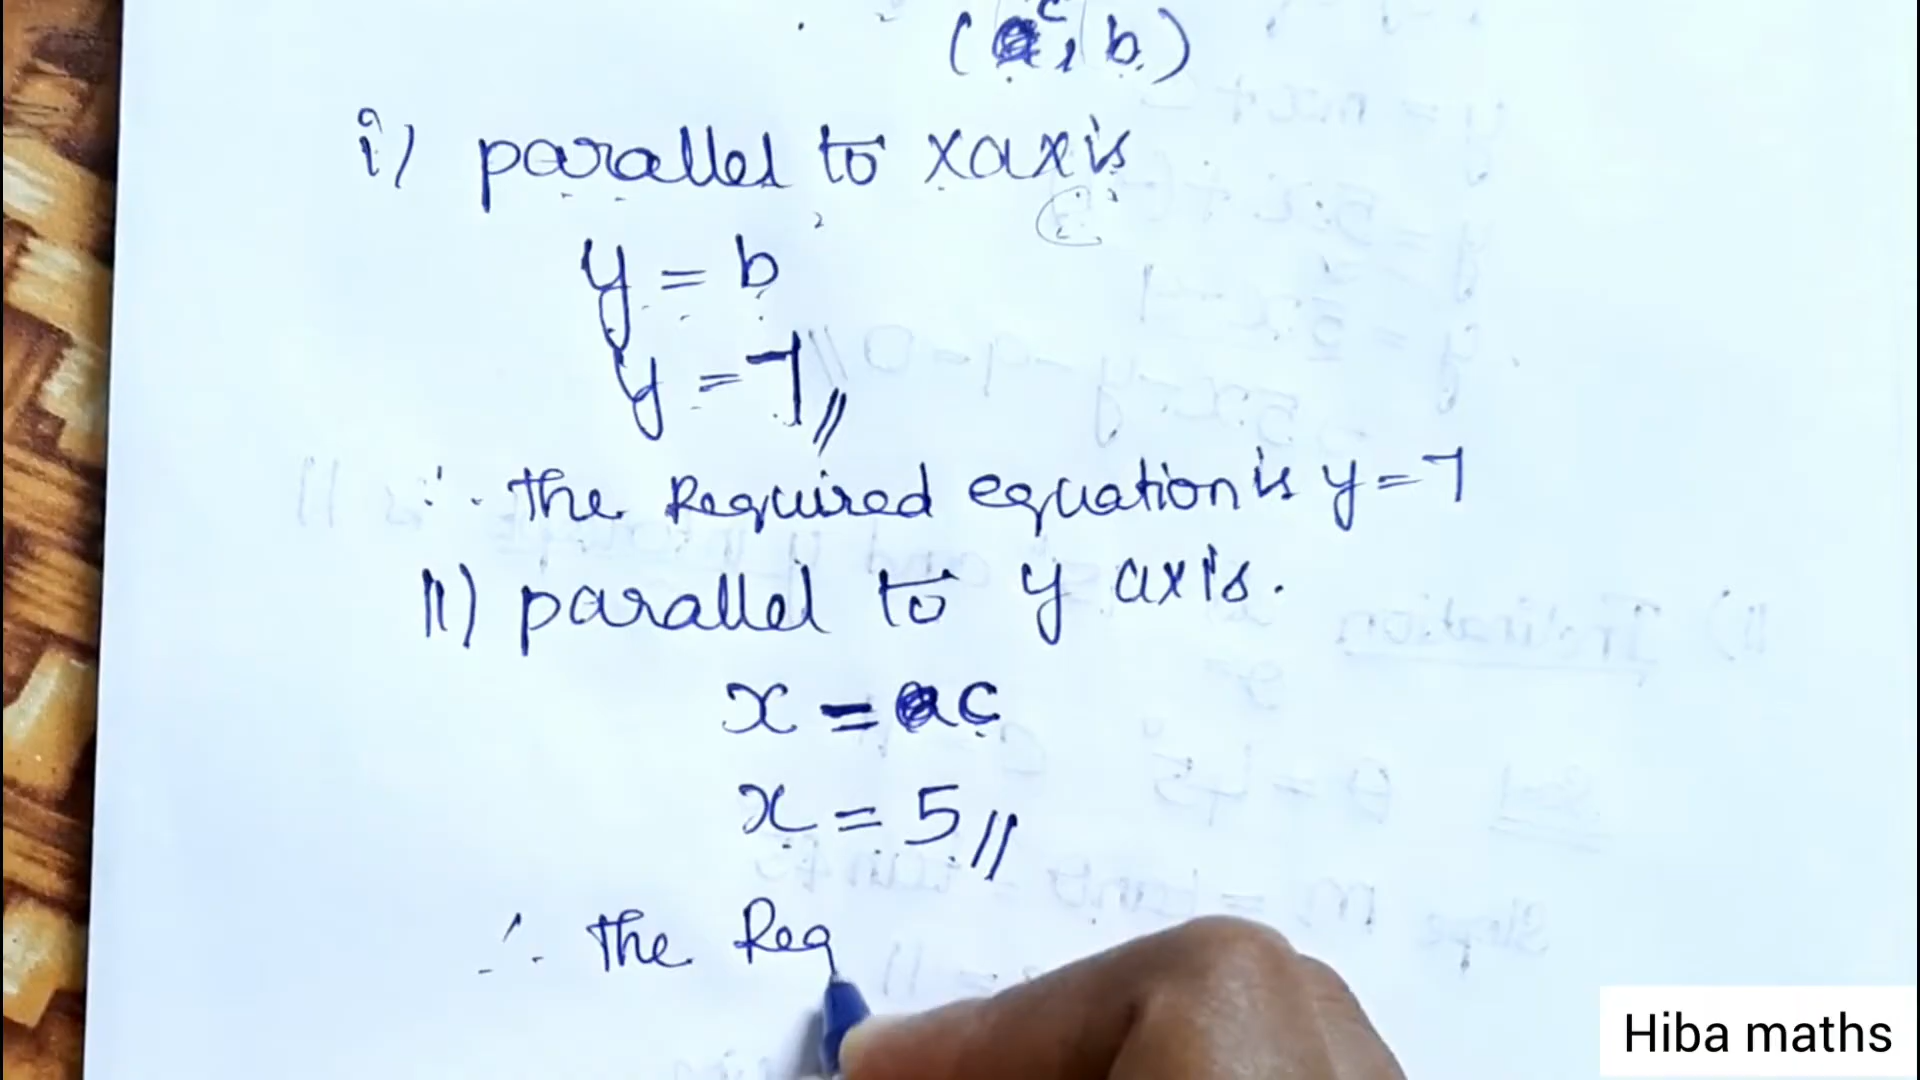 (c, b)
i) parallel to x axis
y = b
y = 7//
∴ the Required equation is y = 7
II) parallel to y axis.
x = c
x = 5//
∴ the Req
Hiba maths